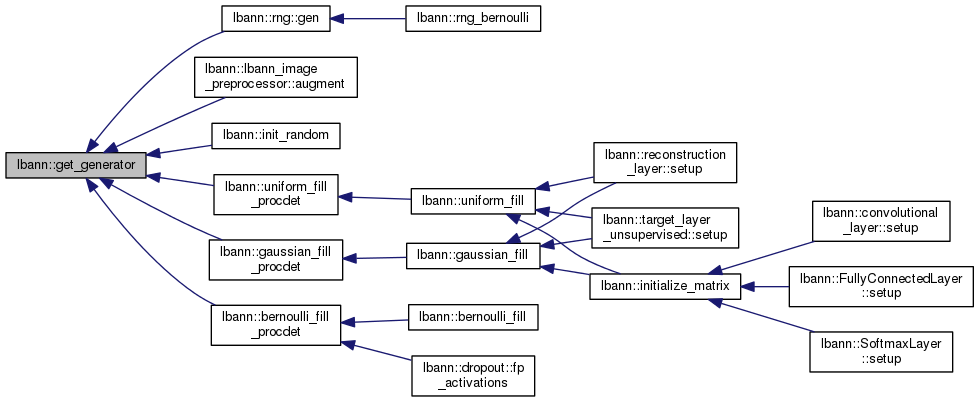 lbann::get_generator
lbann::rng::gen
lbann::rng_bernoulli
lbann::lbann_image
_preprocessor::augment
lbann::init_random
lbann::uniform_fill
_procdet
lbann::uniform_fill
lbann::reconstruction
_layer::setup
lbann::target_layer
_unsupervised::setup
lbann::initialize_matrix
lbann::convolutional
_layer::setup
lbann::FullyConnectedLayer
::setup
lbann::SoftmaxLayer
::setup
lbann::gaussian_fill
_procdet
lbann::gaussian_fill
lbann::bernoulli_fill
_procdet
lbann::bernoulli_fill
lbann::dropout::fp
_activations